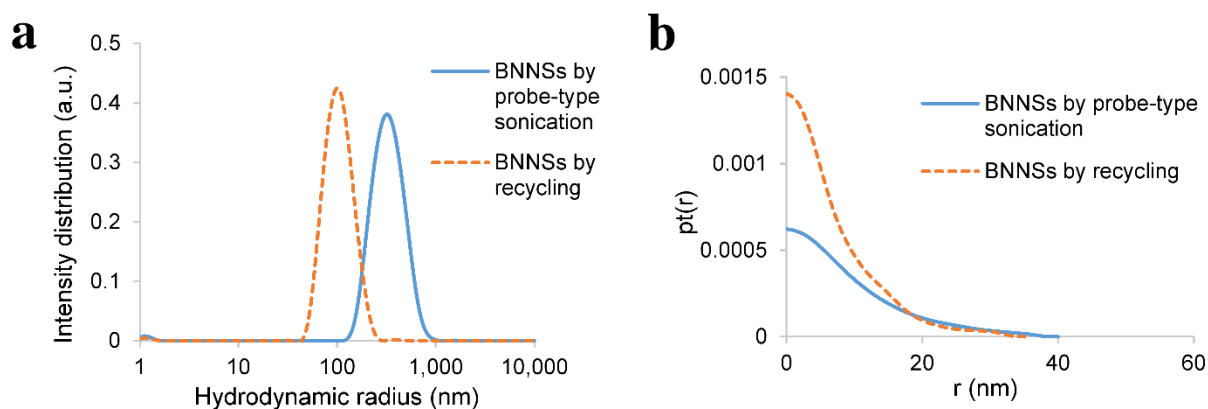 a
Intensity distribution (a.u.)
0.5
0.4
0.3
0.2
0.1
0
1
10
100
1,000
10,000
Hydrodynamic radius (nm)
BNNSs by
probe-type
sonication
BNNSs by
recycling
b
pt(r)
0.0015
0.001
0.0005
0
0
20
40
60
r (nm)
BNNSs by probe-type
sonication
BNNSs by recycling